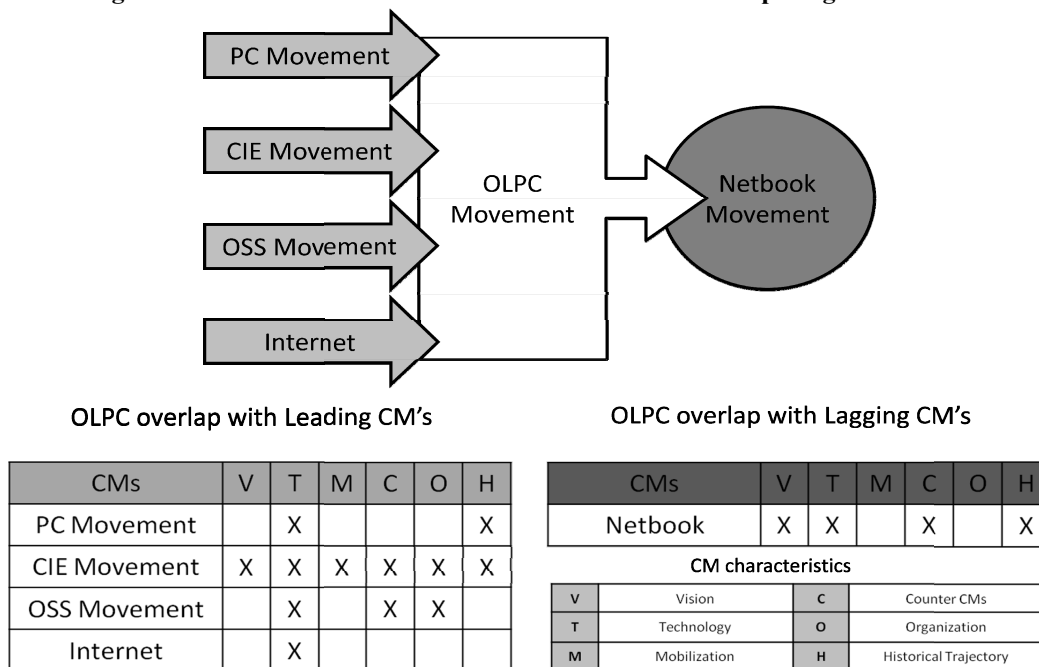 PC Movement
CIE Movement
OSS Movement
Internet
OLPC
Movement
Netbook
Movement
OLPC overlap with Leading CM's
CMs V T M C O H
PC Movement X X
CIE Movement X X X X X X
OSS Movement X X X
Internet X
OLPC overlap with Lagging CM's
CMs V T M C O H
Netbook X X X X
CM characteristics
V Vision C Counter CMs
T Technology O Organization
M Mobilization H Historical Trajectory